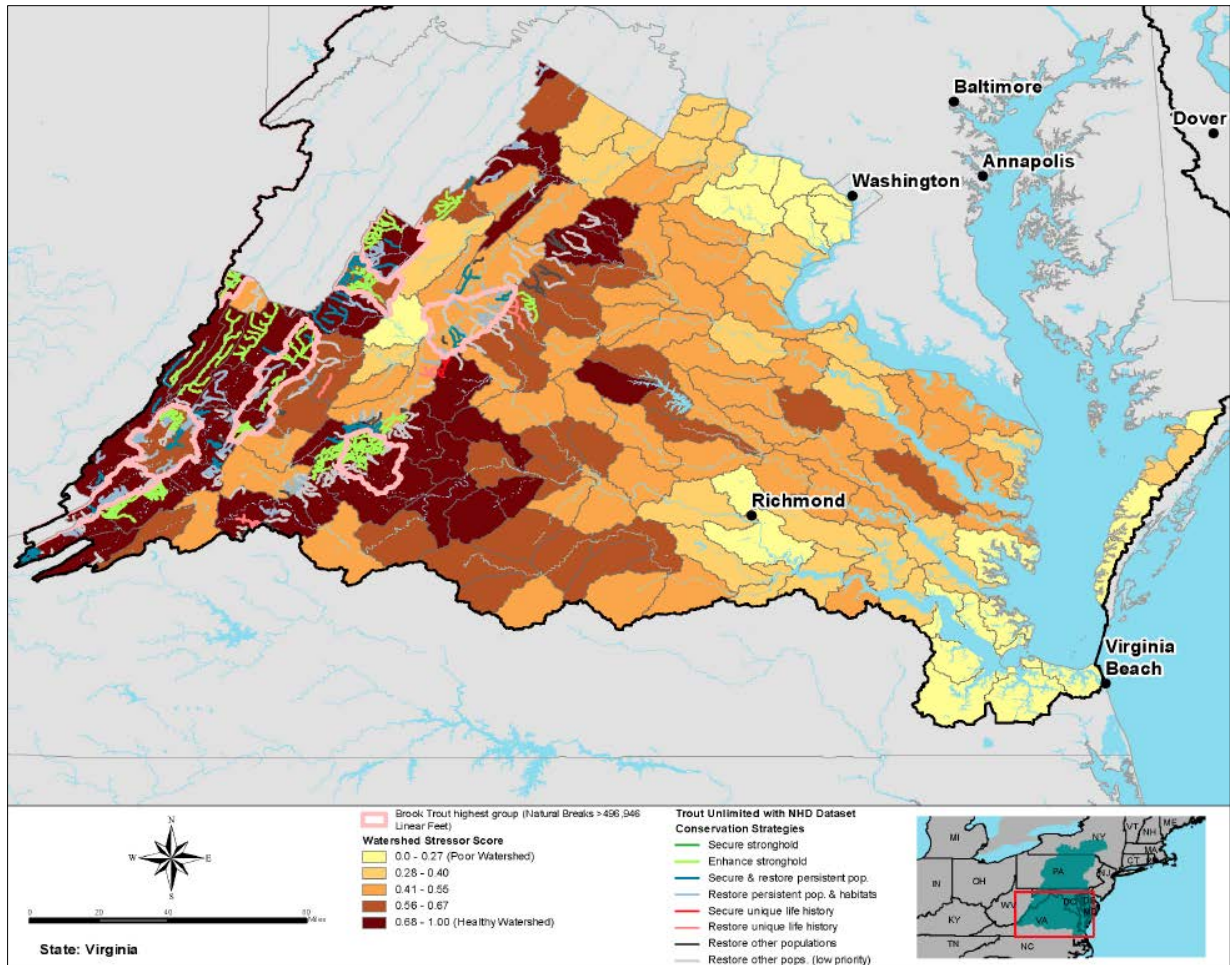 Baltimore
Dover
Annapolis
Washington
Richmond
Virginia
Beach
N
W
E
S
0
20
40
80
Miles
State: Virginia
Brook Trout highest group (Natural Breaks >496,946
Linear Feet)
Watershed Stressor Score
0.0 - 0.27 (Poor Watershed)
0.28 - 0.40
0.41 - 0.55
0.56 - 0.67
0.68 - 1.00 (Healthy Watershed)
Trout Unlimited with NHD Dataset
Conservation Strategies
Secure stronghold
Enhance stronghold
Secure & restore persistent pop.
Restore persistent pop. & habitats
Secure unique life history
Restore unique life history
Restore other populations
Restore other pops. (low priority)
MI
NY
VT
NH
ME
MA
CT
PA
NJ
IN
OH
WV
DC
KY
VA
TN
NC